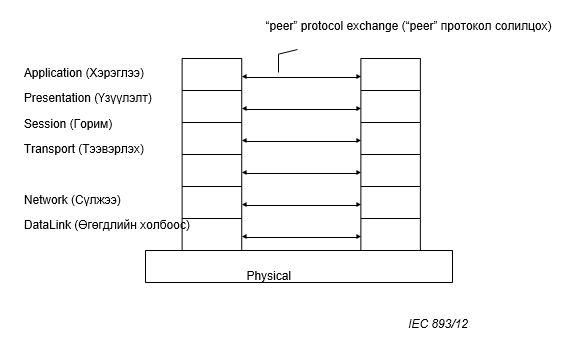 “peer” protocol exchange (“peer” протокол солилцох)
Application (Хэрэглээ)
Presentation (Үзүүлэлт)
Session (Горим)
Transport (Тээвэрлэх)
Network (Сүлжээ)
DataLink (Өгөгдлийн холбоос)
Physical
IEC 893/12